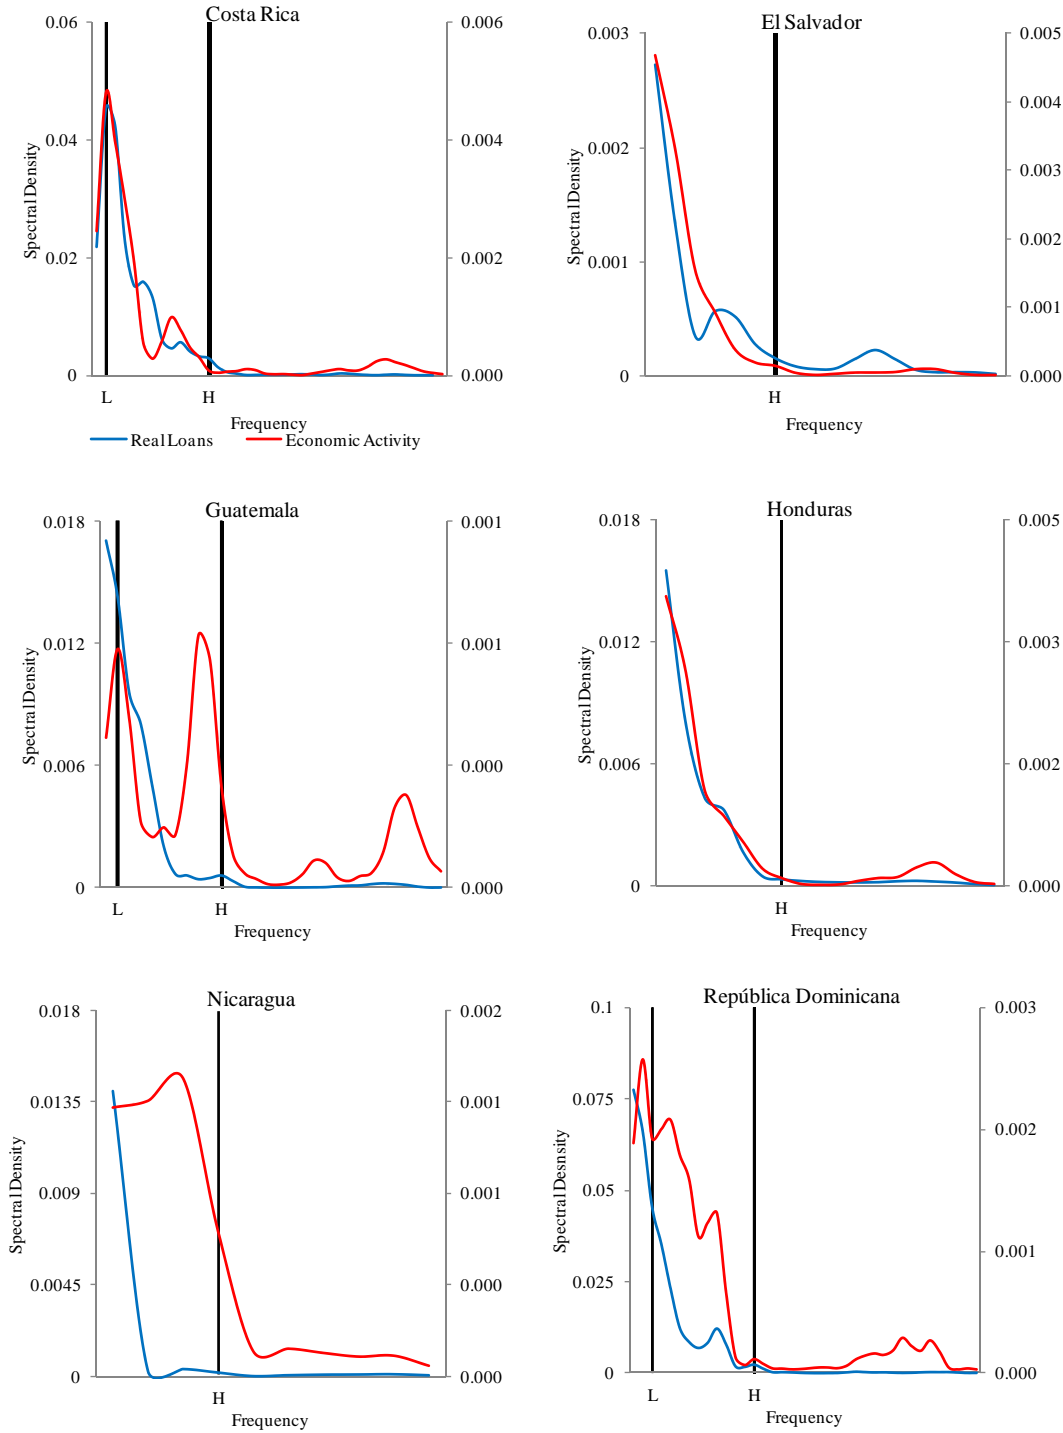 Costa Rica
0.06
0.04
0.02
0
0.006
0.004
0.002
0.000
Spectral Density
L
H
Frequency
Real Loans
Economic Activity
El Salvador
0.003
0.002
0.001
0
0.005
0.004
0.003
0.002
0.001
0.000
Spectral Density
H
Frequency
Guatemala
0.018
0.012
0.006
0
0.001
0.001
0.000
0.000
Spectral Density
L
H
Frequency
Honduras
0.018
0.012
0.006
0
0.005
0.003
0.002
0.000
Spectral Density
H
Frequency
Nicaragua
0.018
0.0135
0.009
0.0045
0
0.002
0.001
0.001
0.000
0.000
Spectral Density
H
Frequency
República Dominicana
0.1
0.075
0.05
0.025
0
0.003
0.002
0.001
0.000
Spectral Desnsity
L
H
Frequency